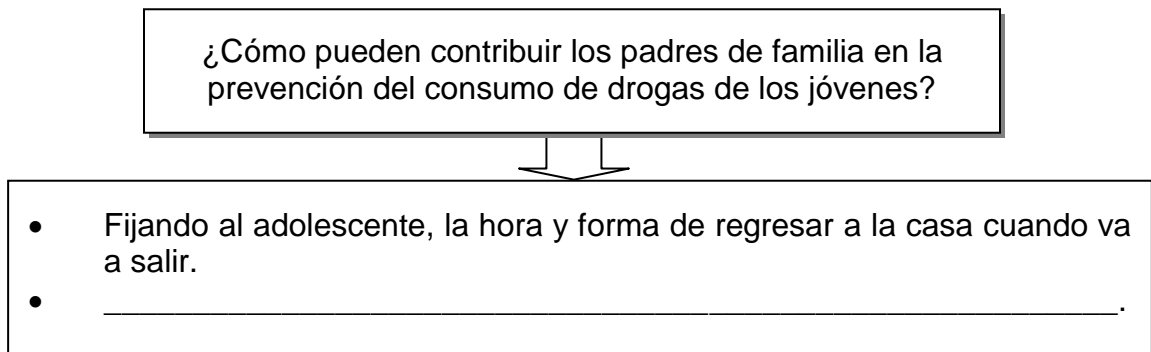 ¿Cómo pueden contribuir los padres de familia en la
prevención del consumo de drogas de los jóvenes?
• Fijando al adolescente, la hora y forma de regresar a la casa cuando va
a salir.
• __________________________________________________________.